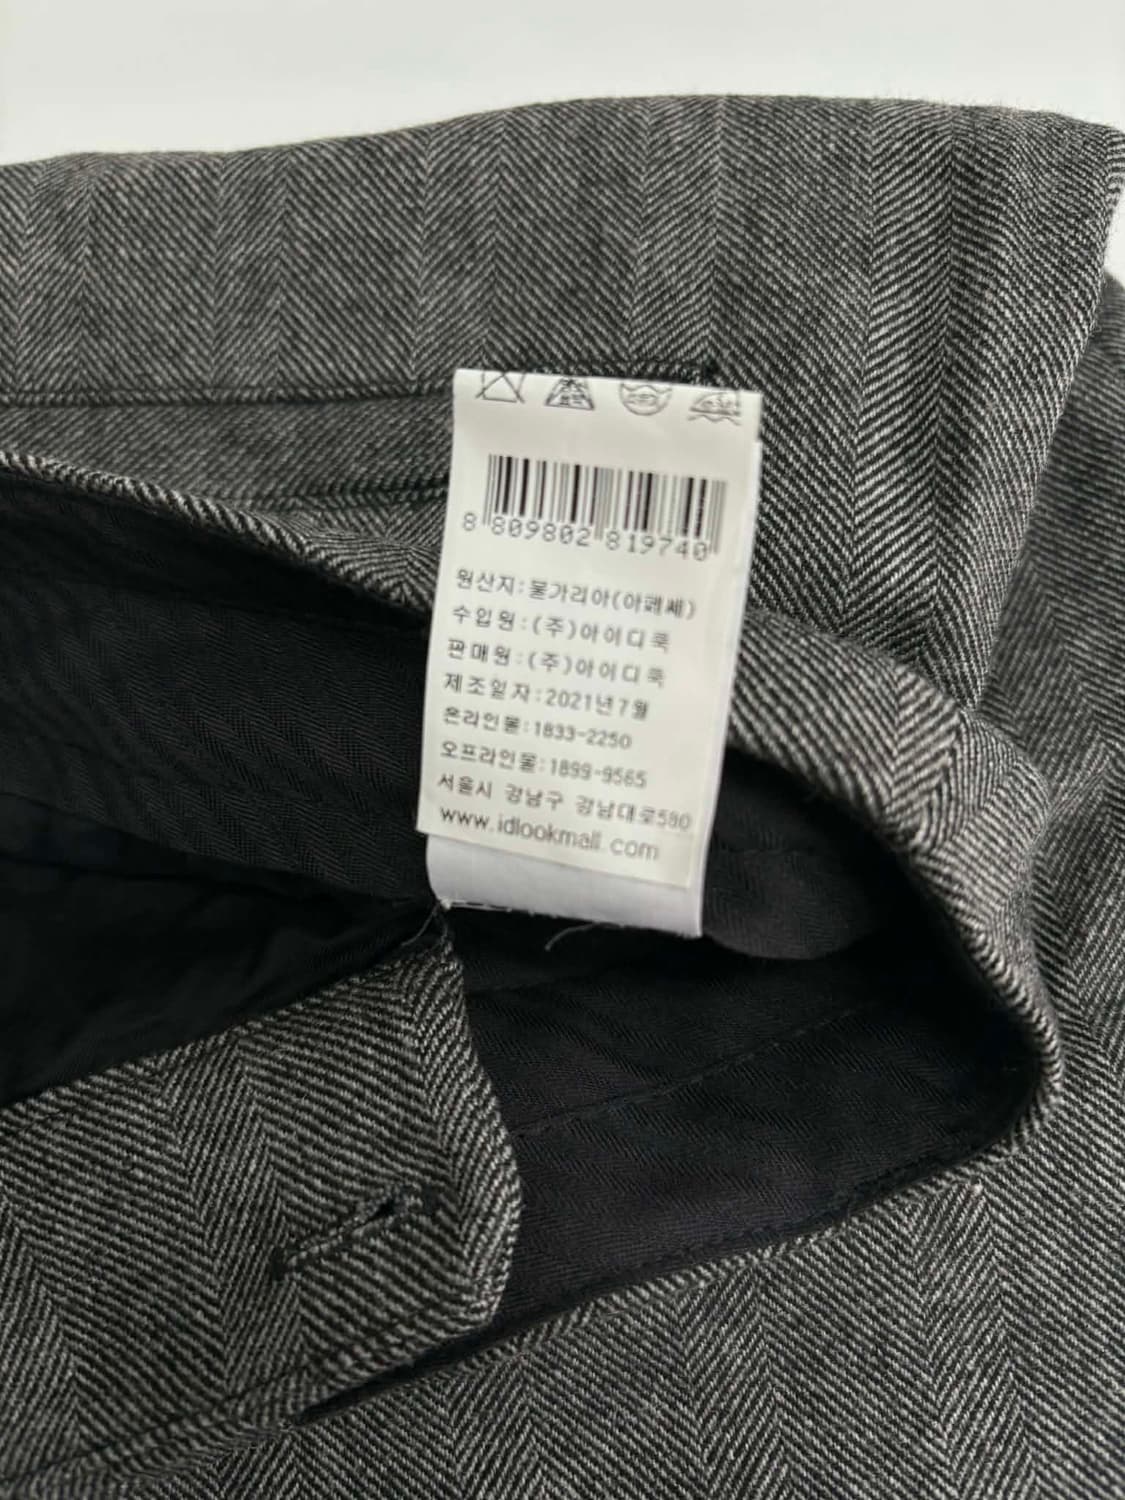 8 809802 819740
원산지:불가리아(아페쎄)
수입원:(주)아이디룩
판매원:(주)아이디룩
제조일자:2021년7월
온라인몰:1833-2250
오프라인몰:1899-9565
서울시 강남구 강남대로580
www.idlookmall.com